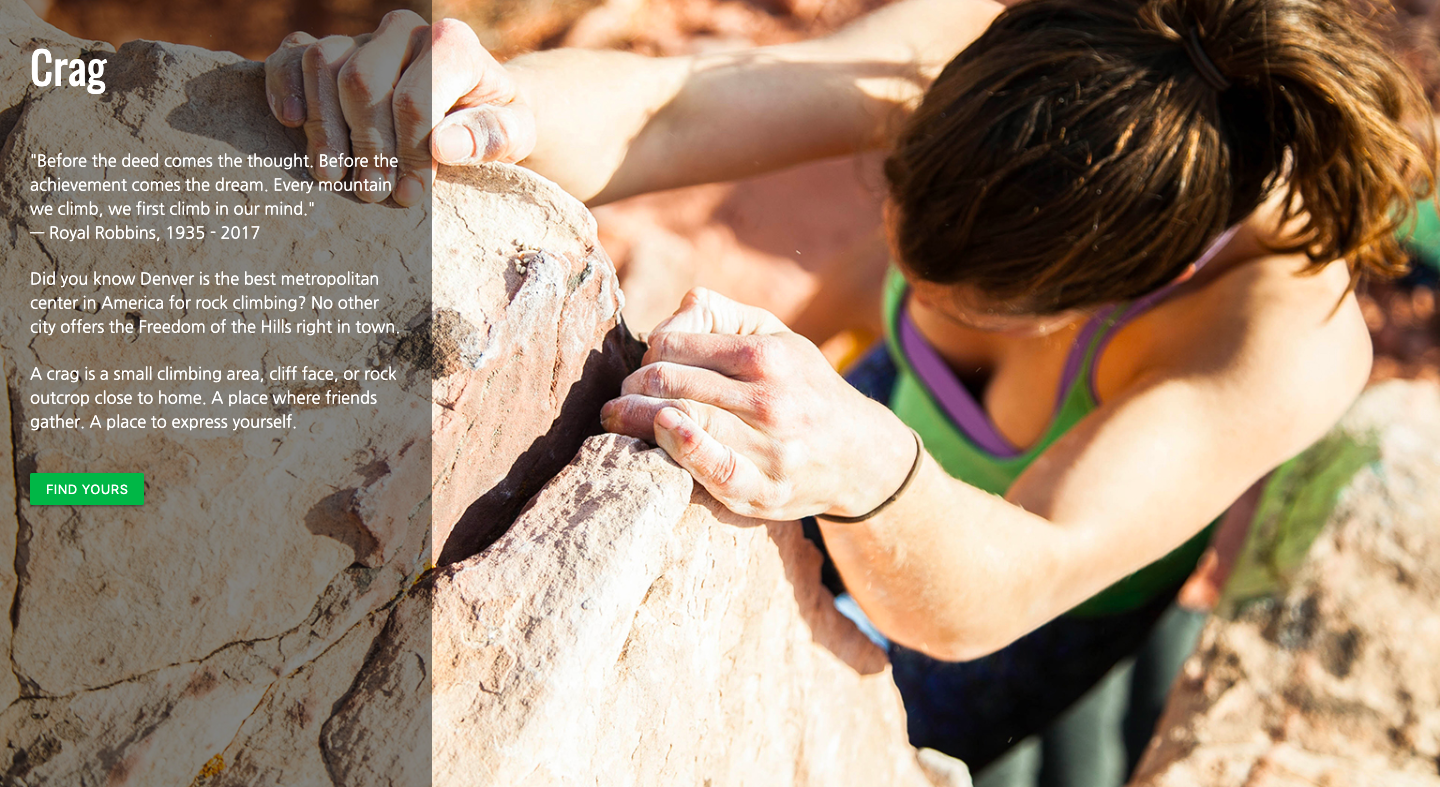 Crag
"Before the deed comes the thought. Before the
achievement comes the dream. Every mountain
we climb, we first climb in our mind."
— Royal Robbins, 1935 - 2017
Did you know Denver is the best metropolitan
center in America for rock climbing? No other
city offers the Freedom of the Hills right in town.
A crag is a small climbing area, cliff face, or rock
outcrop close to home. A place where friends
gather. A place to express yourself.
FIND YOURS